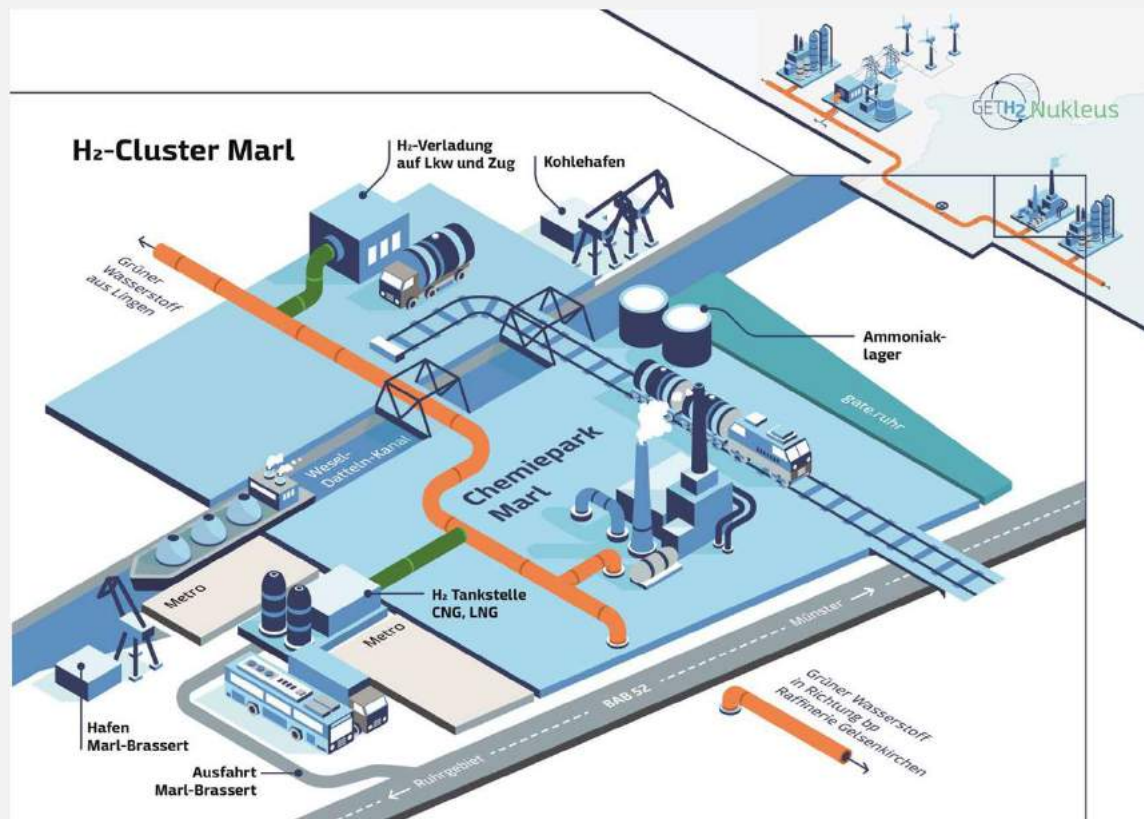 GETH2 Nukleus
H₂-Cluster Marl
H₂-Verladung
auf Lkw und Zug
Kohlehafen
Grüner
Wasserstoff
aus Lingen
Ammoniak-
lager
gate.ruhr
Wesel-
Datteln-Kanal
Chemiepark
Marl
Metro
H₂ Tankstelle
CNG, LNG
Metro
Münster
BAB 52
Ruhrgebiet
Hafen
Marl-Brassert
Ausfahrt
Marl-Brassert
Grüner Wasserstoff
in Richtung bp
Raffinerie Gelsenkirchen